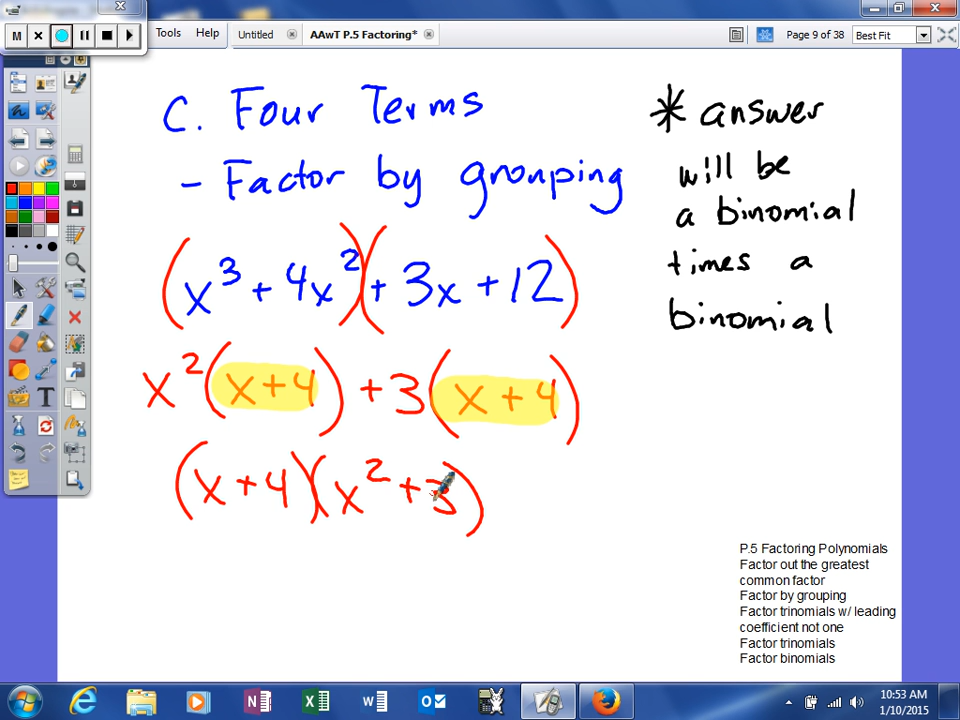 M
Tools Help Untitled AAwT P.5 Factoring* Page 9 of 38 Best Fit
C. Four Terms
- Factor by grouping
(x³ + 4x²)(+ 3x + 12)
x²(x+4) + 3(x + 4)
(x+4)(x² + 3)
* answer
will be
a binomial
times a
binomial
P.5 Factoring Polynomials
Factor out the greatest
common factor
Factor by grouping
Factor trinomials w/ leading
coefficient not one
Factor trinomials
Factor binomials
10:53 AM
1/10/2015